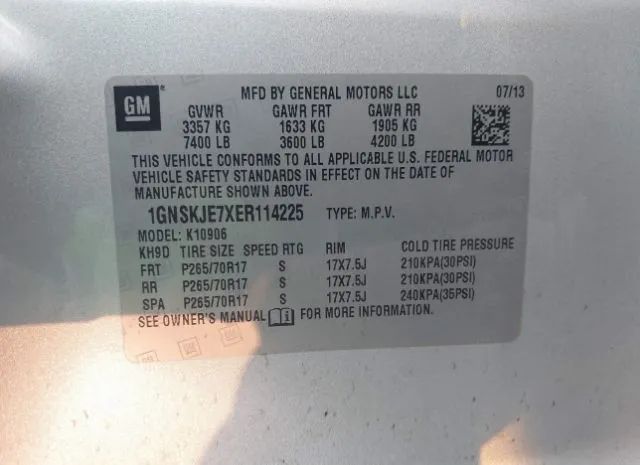 GM
MFD BY GENERAL MOTORS LLC 07/13
GVWR GAWR FRT GAWR RR
3357 KG 1633 KG 1905 KG
7400 LB 3600 LB 4200 LB
THIS VEHICLE CONFORMS TO ALL APPLICABLE U.S. FEDERAL MOTOR
VEHICLE SAFETY STANDARDS IN EFFECT ON THE DATE OF
MANUFACTURE SHOWN ABOVE.
1GNSKJE7XER114225 TYPE: M.P.V.
MODEL: K10906
KH9D TIRE SIZE SPEED RTG RIM COLD TIRE PRESSURE
FRT P265/70R17 S 17X7.5J 210KPA(30PSI)
RR P265/70R17 S 17X7.5J 210KPA(30PSI)
SPA P265/70R17 S 17X7.5J 240KPA(35PSI)
SEE OWNER'S MANUAL FOR MORE INFORMATION.